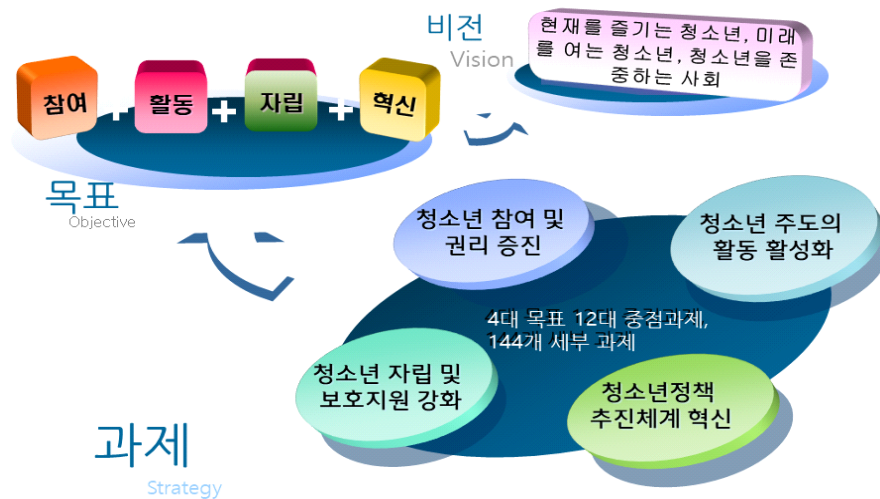 비전
Vision
현재를 즐기는 청소년, 미래
를 여는 청소년, 청소년을 존
중하는 사회
참여 + 활동 + 자립 + 혁신
목표
Objective
청소년 참여 및
권리 증진
청소년 주도의
활동 활성화
4대 목표 12대 중점과제,
144개 세부 과제
청소년 자립 및
보호지원 강화
청소년정책
추진체계 혁신
과제
Strategy